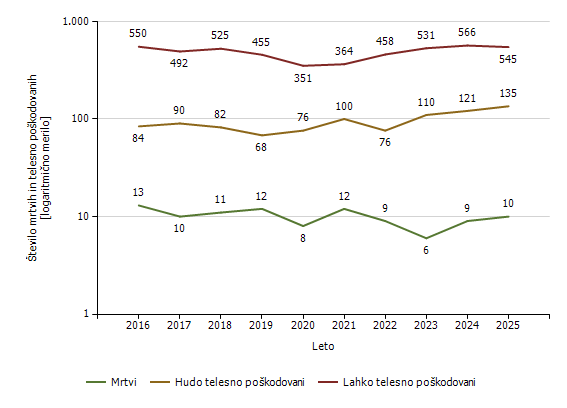 Število mrtvih in telesno poškodovanih
[logaritmično merilo]
1.000
100
10
1
550 492 525 455 351 364 458 531 566 545
84 90 82 68 76 100 76 110 121 135
13 10 11 12 8 12 9 6 9 10
2016 2017 2018 2019 2020 2021 2022 2023 2024 2025
Leto
Mrtvi Hudo telesno poškodovani Lahko telesno poškodovani